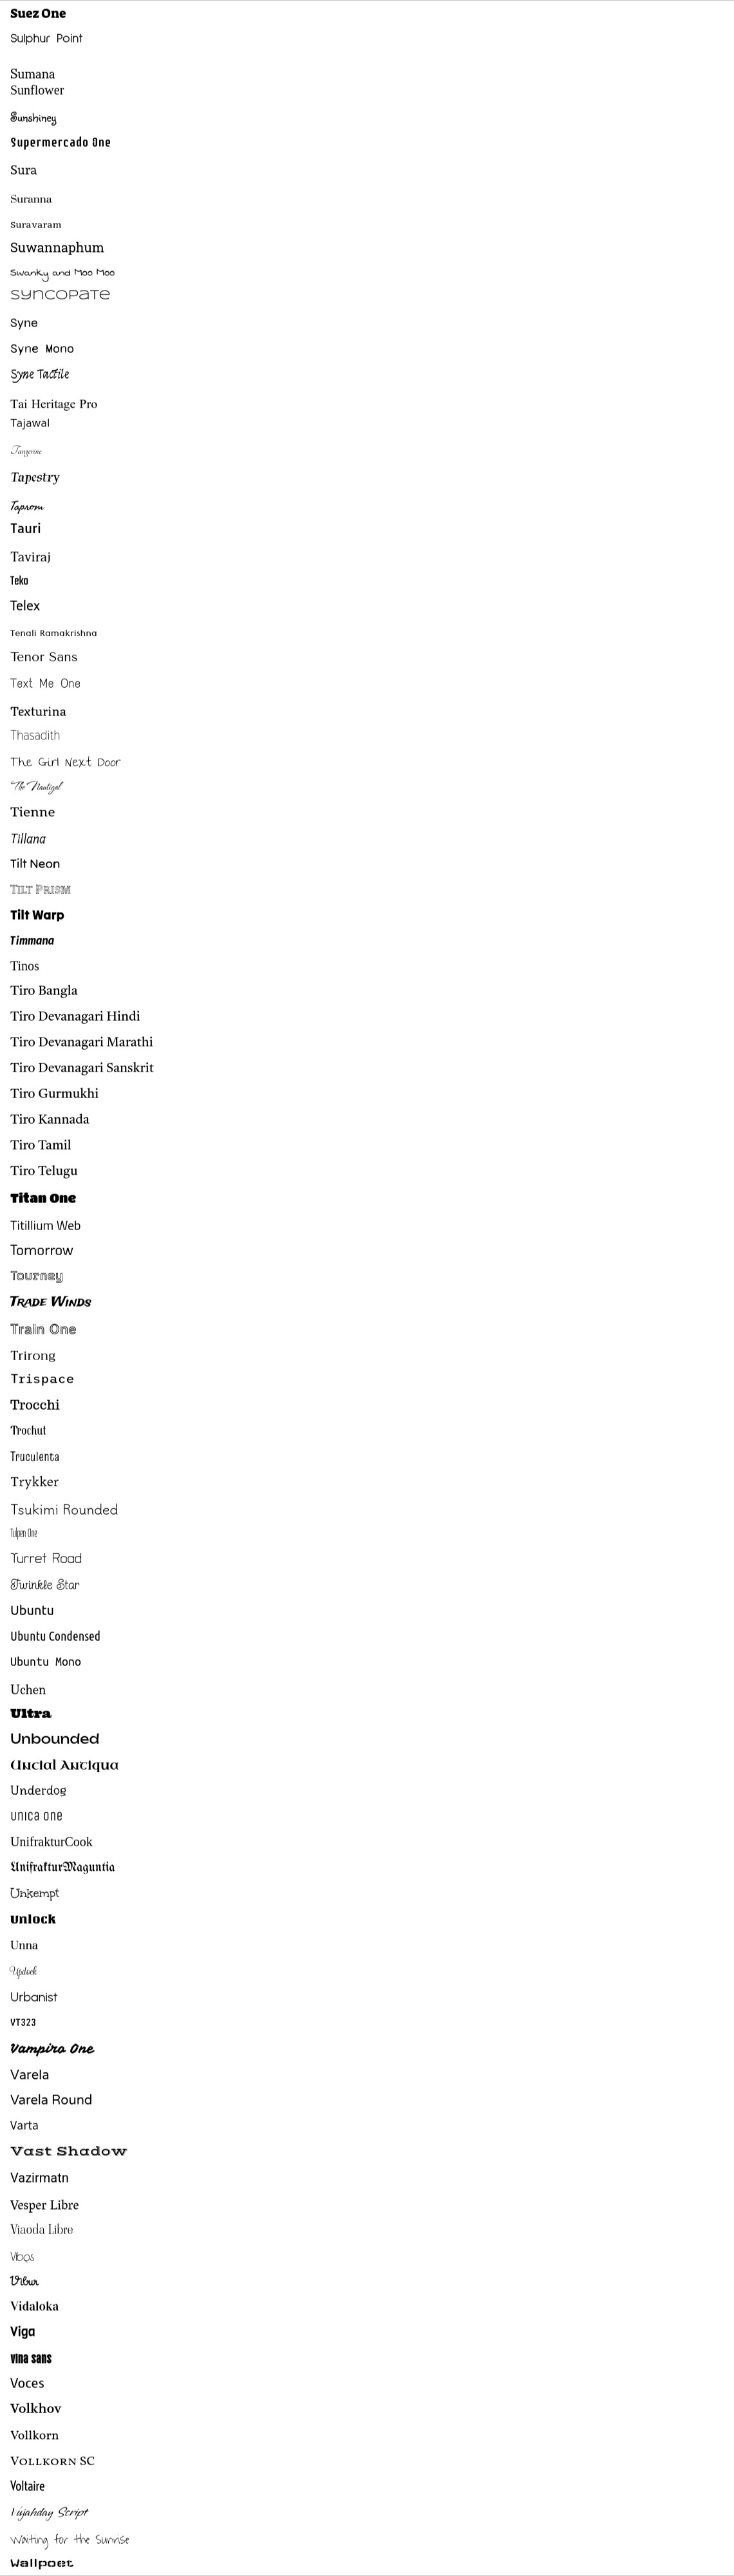 Suez One
Sulphur Point
Sumana
Sunflower
Sunshiney
Supermercado One
Sura
Suranna
Suravaram
Suwannaphum
Swanky and Moo Moo
Syncopate
Syne
Syne Mono
Syne Tactile
Tai Heritage Pro
Tajawal
Tangerine
Tapestry
Taprom
Tauri
Taviraj
Teko
Telex
Tenali Ramakrishna
Tenor Sans
Text Me One
Texturina
Thasadith
The Girl Next Door
The Nautigal
Tienne
Tillana
Tilt Neon
Tilt Prism
Tilt Warp
Timmana
Tinos
Tiro Bangla
Tiro Devanagari Hindi
Tiro Devanagari Marathi
Tiro Devanagari Sanskrit
Tiro Gurmukhi
Tiro Kannada
Tiro Tamil
Tiro Telugu
Titan One
Titillium Web
Tomorrow
Tourney
Trade Winds
Train One
Trirong
Trispace
Trocchi
Trochut
Truculenta
Trykker
Tsukimi Rounded
Tulpen One
Turret Road
Twinkle Star
Ubuntu
Ubuntu Condensed
Ubuntu Mono
Uchen
Ultra
Unbounded
Uncial Antiqua
Underdog
Unica One
UnifrakturCook
UnifrakturMaguntia
Unkempt
Unlock
Unna
Updock
Urbanist
VT323
Vampiro One
Varela
Varela Round
Varta
Vast Shadow
Vazirmatn
Vesper Libre
Viaoda Libre
Vibes
Vibur
Vidaloka
Viga
Vina Sans
Voces
Volkhov
Vollkorn
Vollkorn SC
Voltaire
Vujahday Script
Waiting for the Sunrise
Wallpoet